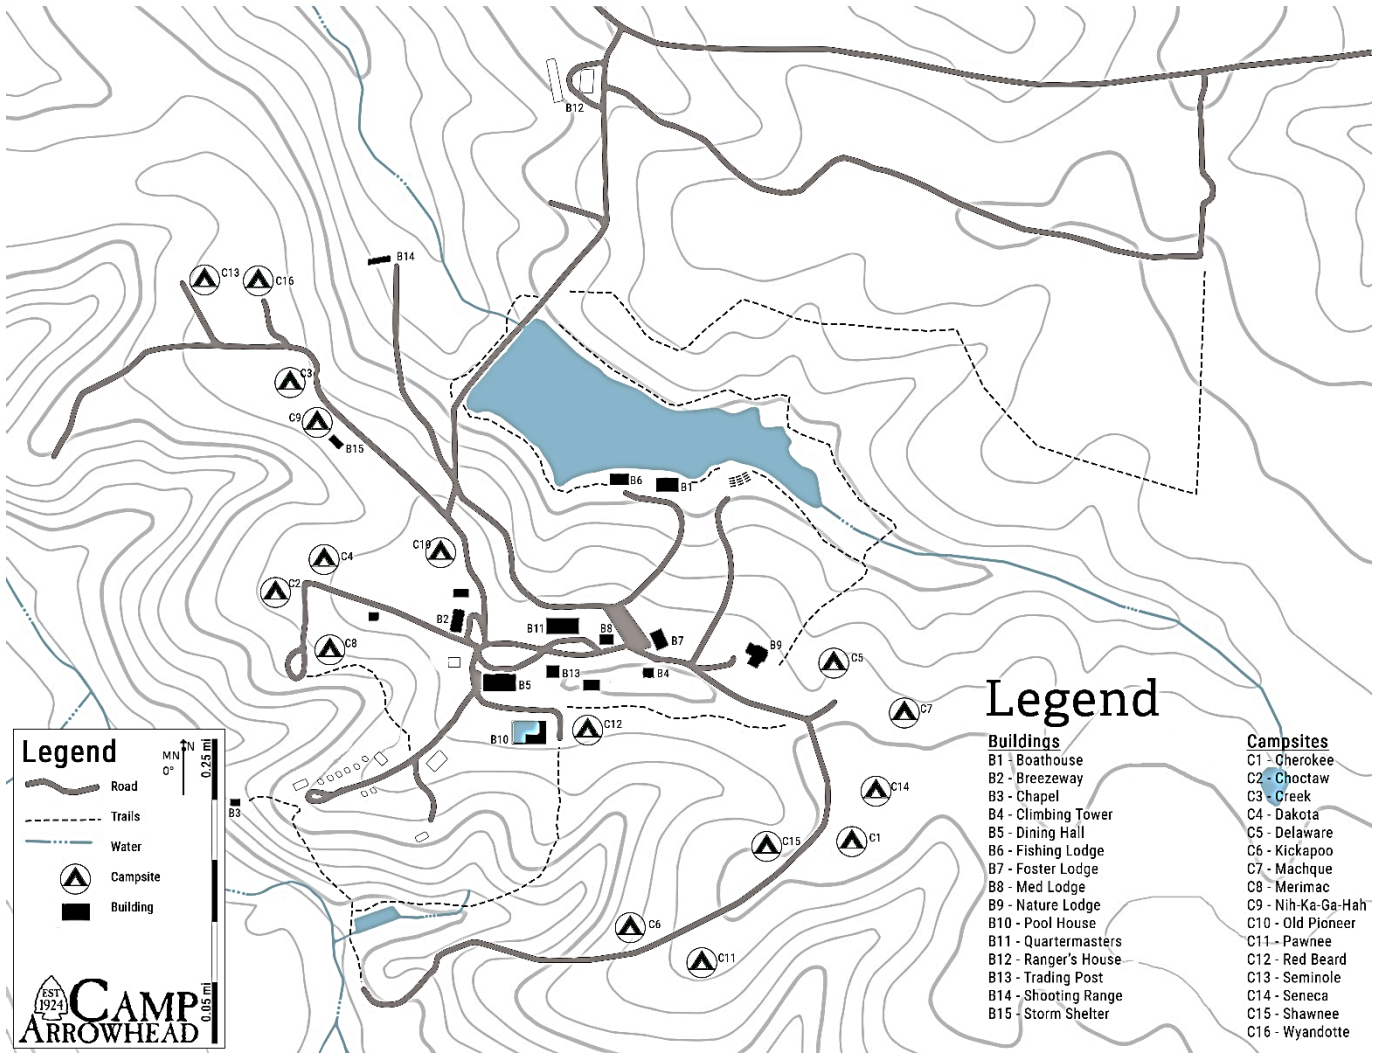 B12
B14
C13
C16
C3
C9
B15
B6
B1
C10
C4
C2
B2
B11
B8
B7
B9
C8
B5
B13
B4
C5
C7
B10
C12
C14
C15
C1
B3
C6
C11
Legend
MN
N
0°
0.25 mi
Road
Trails
Water
Campsite
Building
0.05 mi
EST
1924
CAMP
ARROWHEAD
Legend
Buildings
B1 - Boathouse
B2 - Breezeway
B3 - Chapel
B4 - Climbing Tower
B5 - Dining Hall
B6 - Fishing Lodge
B7 - Foster Lodge
B8 - Med Lodge
B9 - Nature Lodge
B10 - Pool House
B11 - Quartermasters
B12 - Ranger's House
B13 - Trading Post
B14 - Shooting Range
B15 - Storm Shelter
Campsites
C1 - Cherokee
C2 - Choctaw
C3 - Creek
C4 - Dakota
C5 - Delaware
C6 - Kickapoo
C7 - Machque
C8 - Merimac
C9 - Nih-Ka-Ga-Hah
C10 - Old Pioneer
C11 - Pawnee
C12 - Red Beard
C13 - Seminole
C14 - Seneca
C15 - Shawnee
C16 - Wyandotte